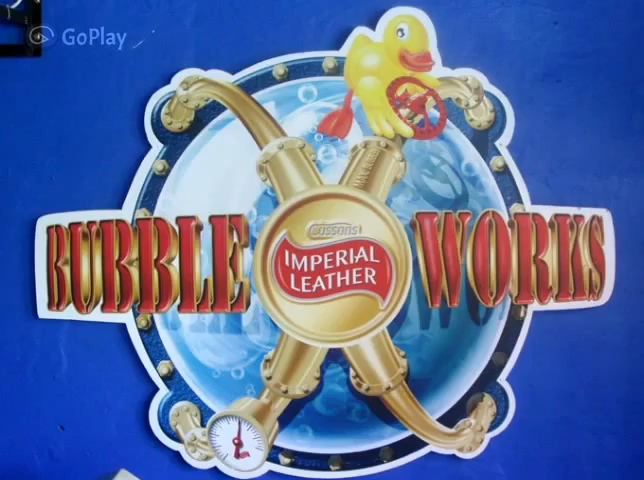 GoPlay
BUBBLE WORKS
Cussons
IMPERIAL
LEATHER